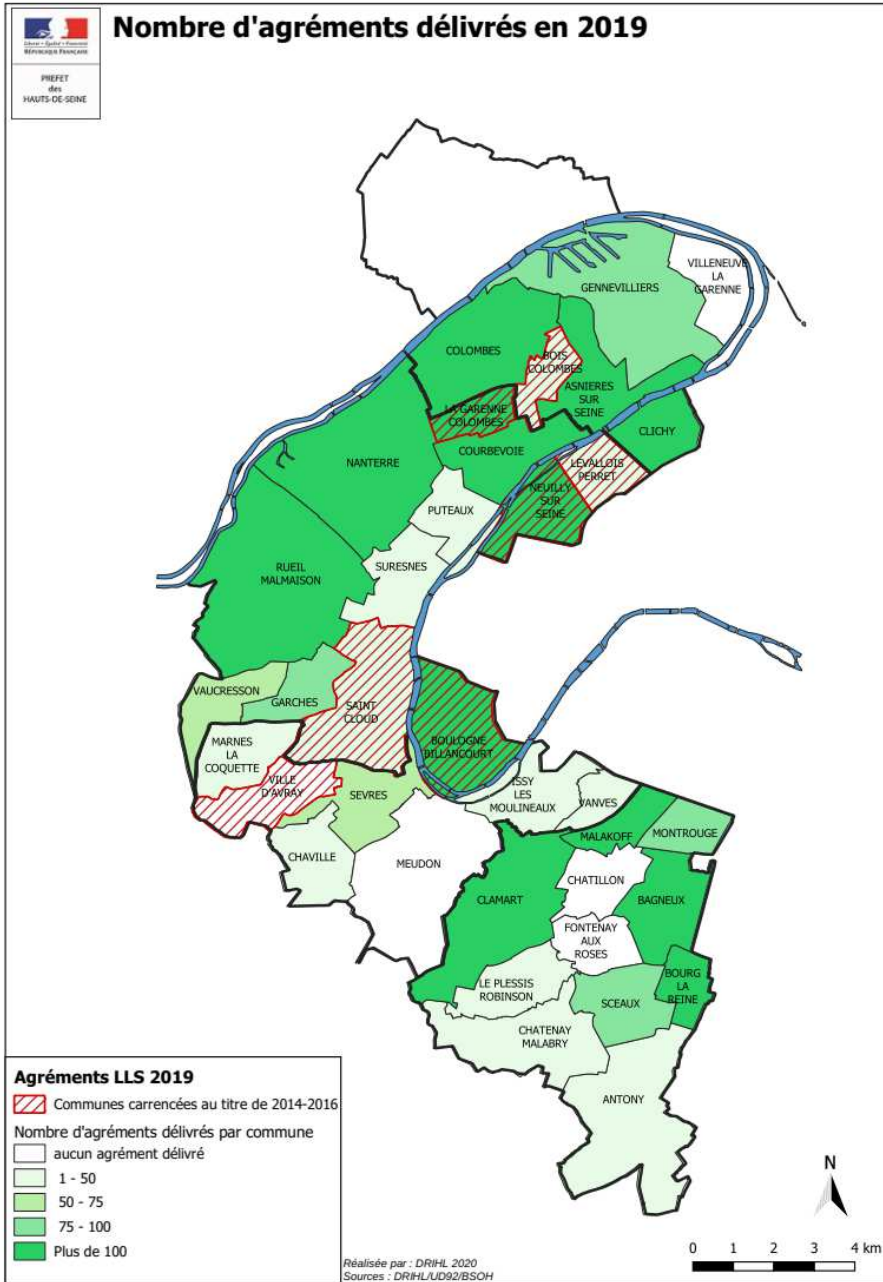 Nombre d'agréments délivrés en 2019
Liberté • Égalité • Fraternité
RÉPUBLIQUE FRANÇAISE
PREFET
des
HAUTS-DE-SEINE
VILLENEUVE
LA
GARENNE
GENNEVILLIERS
COLOMBES
BOIS
COLOMBES
ASNIERES
SUR
SEINE
LA GARENNE
COLOMBES
CLICHY
COURBEVOIE
NANTERRE
LEVALLOIS
PERRET
NEUILLY
SUR
SEINE
PUTEAUX
RUEIL
MALMAISON
SURESNES
VAUCRESSON
GARCHES
SAINT
CLOUD
MARNES
LA
COQUETTE
BOULOGNE
BILLANCOURT
VILLE
D'AVRAY
SEVRES
ISSY
LES
MOULINEAUX
VANVES
CHAVILLE
MEUDON
MALAKOFF
MONTROUGE
CHATILLON
CLAMART
BAGNEUX
FONTENAY
AUX
ROSES
LE PLESSIS
ROBINSON
SCEAUX
BOURG
LA
REINE
CHATENAY
MALABRY
ANTONY
Agréments LLS 2019
Communes carrencées au titre de 2014-2016
Nombre d'agréments délivrés par commune
aucun agrément délivré
1 - 50
50 - 75
75 - 100
Plus de 100
Réalisée par : DRIHL 2020
Sources : DRIHL/UD92/BSOH
N
0 1 2 3 4 km